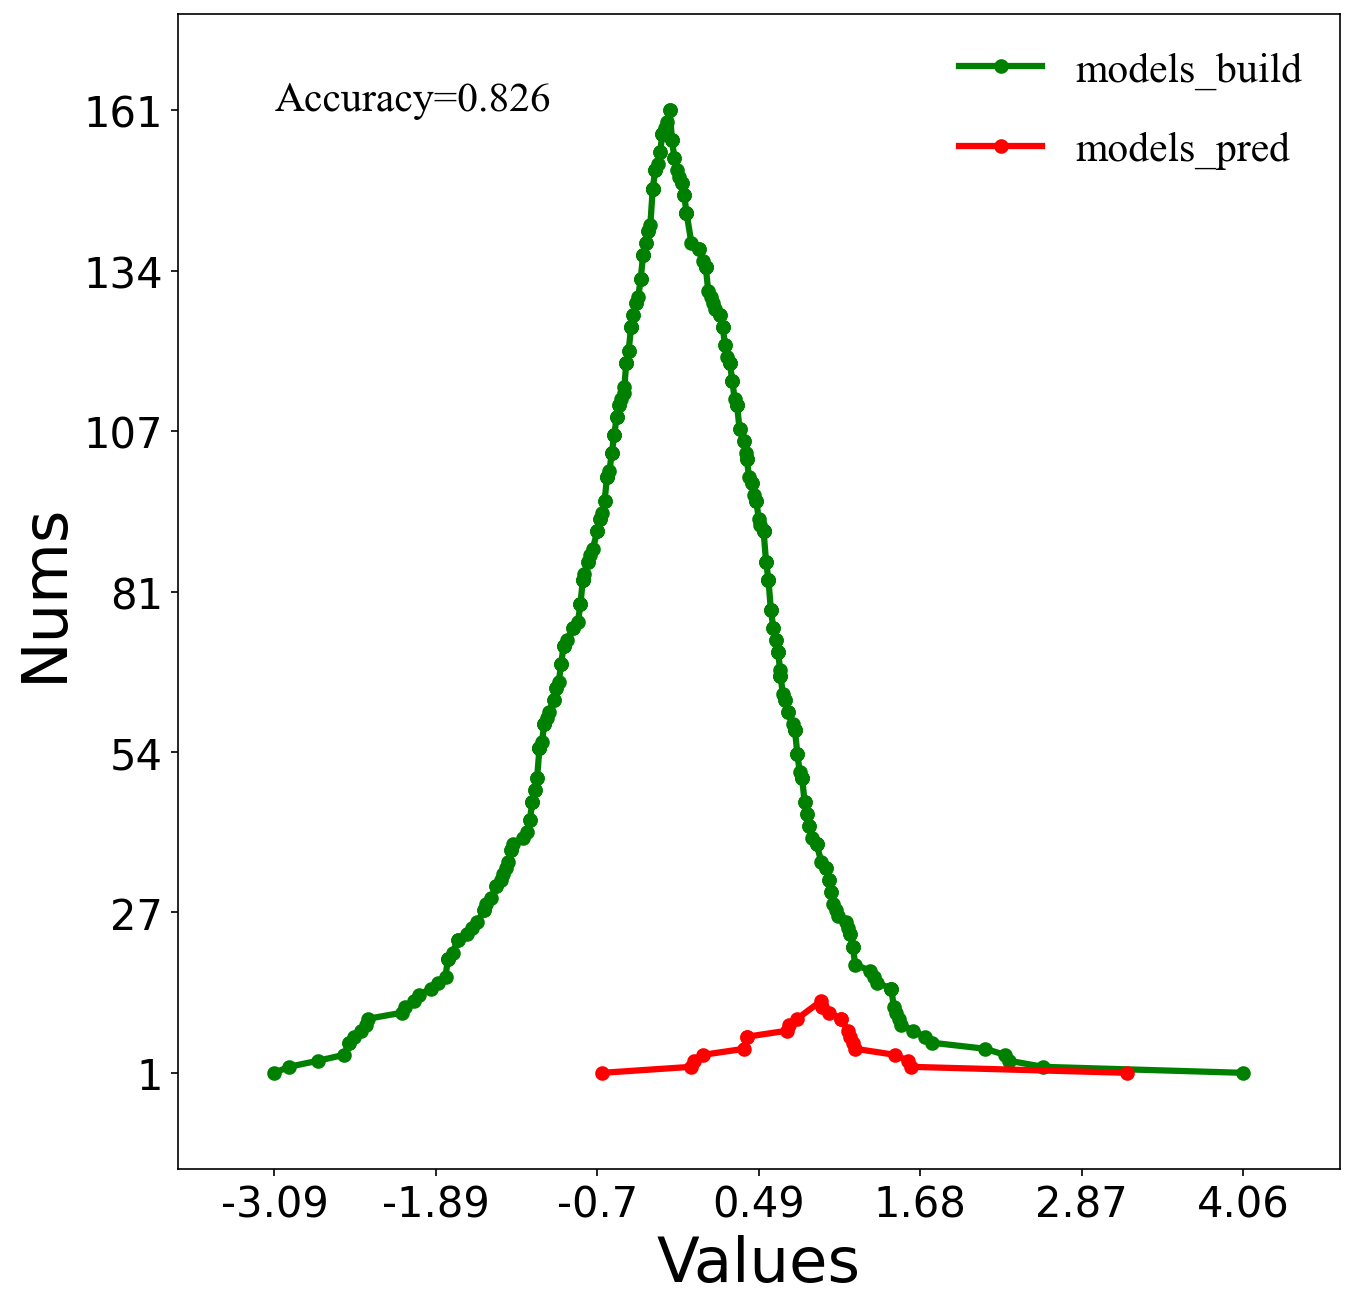 models_build
Accuracy=0.826
models_pred
161
134
107
81
54
27
1
Nums
-3.09 -1.89 -0.7 0.49 1.68 2.87 4.06
Values